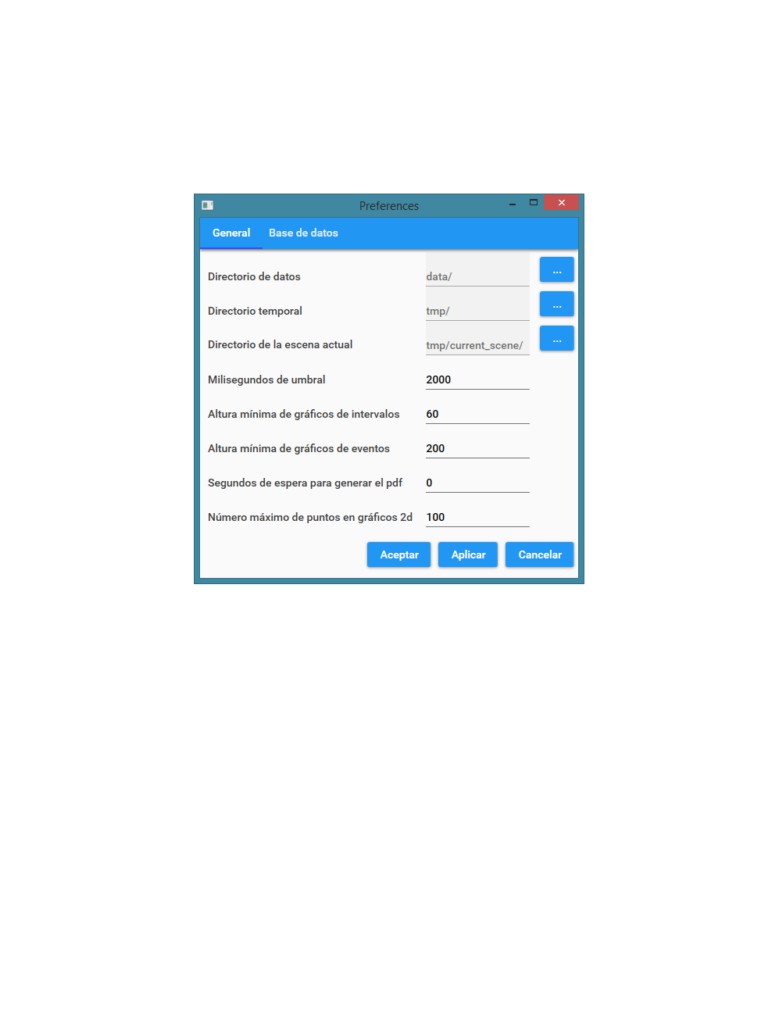 Preferences
General Base de datos
Directorio de datos data/ ...
Directorio temporal tmp/ ...
Directorio de la escena actual tmp/current_scene/ ...
Milisegundos de umbral 2000
Altura mínima de gráficos de intervalos 60
Altura mínima de gráficos de eventos 200
Segundos de espera para generar el pdf 0
Número máximo de puntos en gráficos 2d 100
Aceptar Aplicar Cancelar